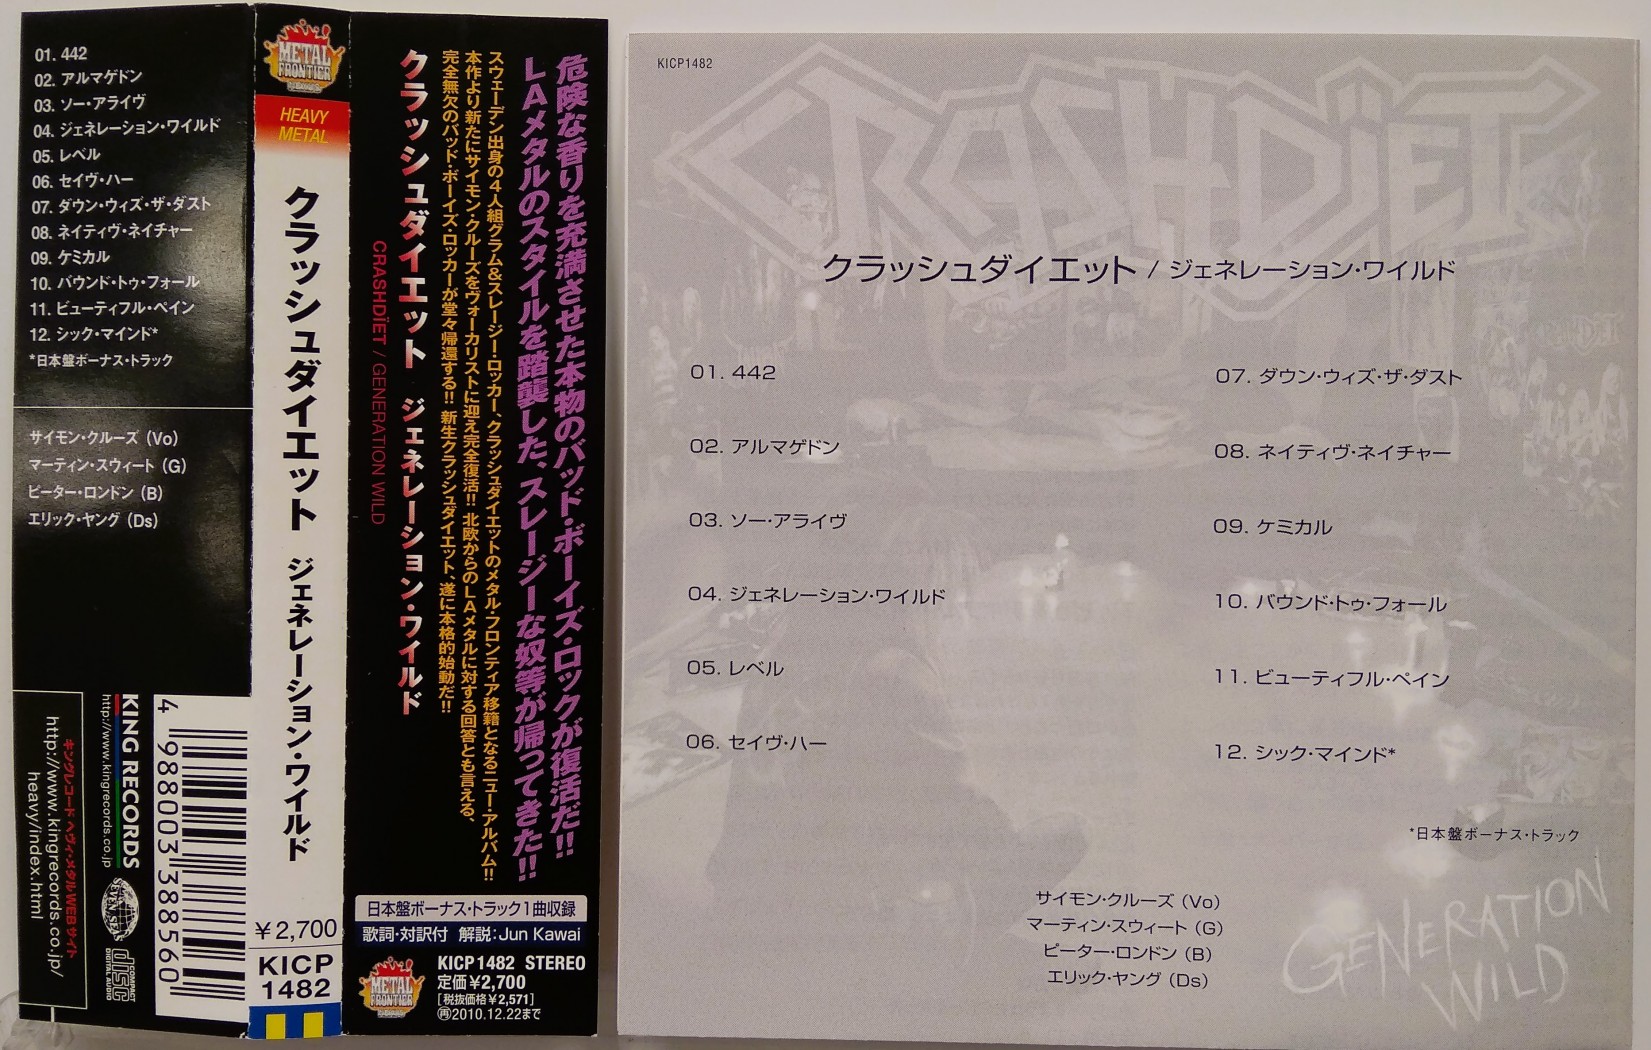 01. 442
02. アルマゲドン
03. ソー・アライヴ
04. ジェネレーション・ワイルド
05. レベル
06. セイヴ・ハー
07. ダウン・ウィズ・ザ・ダスト
08. ネイティヴ・ネイチャー
09. ケミカル
10. バウンド・トゥ・フォール
11. ビューティフル・ペイン
12. シック・マインド*
*日本盤ボーナス・トラック
サイモン・クルーズ (Vo)
マーティン・スウィート (G)
ピーター・ロンドン (B)
エリック・ヤング (Ds)
キングレコード ヘヴィ・メタルWEBサイト
http://www.kingrecords.co.jp/
heavy/index.html
KING RECORDS
http://www.kingrecords.co.jp
SEVEN SEAS
COMPACT
disc
DIGITAL AUDIO
4 988003 388560
METAL
FRONTIER
HEAVY
METAL
クラッシュダイエット ジェネレーション・ワイルド
¥2,700
KICP
1482
危険な香りを充満させた本物のバッド・ボーイズ・ロックが復活だ!!
LAメタルのスタイルを踏襲した、スレージーな奴等が帰ってきた!!
スウェーデン出身の4人組グラム&スレージー・ロッカー、クラッシュダイエットのメタル・フロンティア移籍となるニュー・アルバム!!
本作より新たにサイモン・クルーズをヴォーカリストに迎え完全復活!! 北欧からのLAメタルに対する回答とも言える、
完全無欠のバッド・ボーイズ・ロッカーが堂々帰還する!! 新生クラッシュダイエット、遂に本格的始動だ!!
クラッシュダイエット ジェネレーション・ワイルド
CRASHDÏET / GENERATION WILD
日本盤ボーナス・トラック1曲収録
歌詞・対訳付 解説:Jun Kawai
METAL
FRONTIER
KICP 1482 STEREO
定価¥2,700
[税抜価格¥2,571]
㊞2010.12.22まで
KICP1482
CRASHDÏET
クラッシュダイエット / ジェネレーション・ワイルド
01. 442
02. アルマゲドン
03. ソー・アライヴ
04. ジェネレーション・ワイルド
05. レベル
06. セイヴ・ハー
07. ダウン・ウィズ・ザ・ダスト
08. ネイティヴ・ネイチャー
09. ケミカル
10. バウンド・トゥ・フォール
11. ビューティフル・ペイン
12. シック・マインド*
*日本盤ボーナス・トラック
サイモン・クルーズ (Vo)
マーティン・スウィート (G)
ピーター・ロンドン (B)
エリック・ヤング (Ds)
GENERATION
WILD